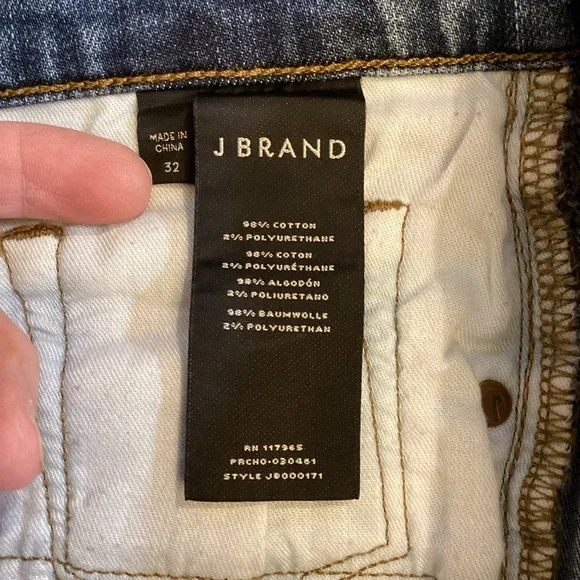 MADE IN
CHINA
32
J BRAND
98% COTTON
2% POLYURETHANE
98% COTON
2% POLYURÉTHANE
98% ALGODÓN
2% POLIURETANO
98% BAUMWOLLE
2% POLYURETHAN
RN 117965
PRCHO-030461
STYLE JB000171